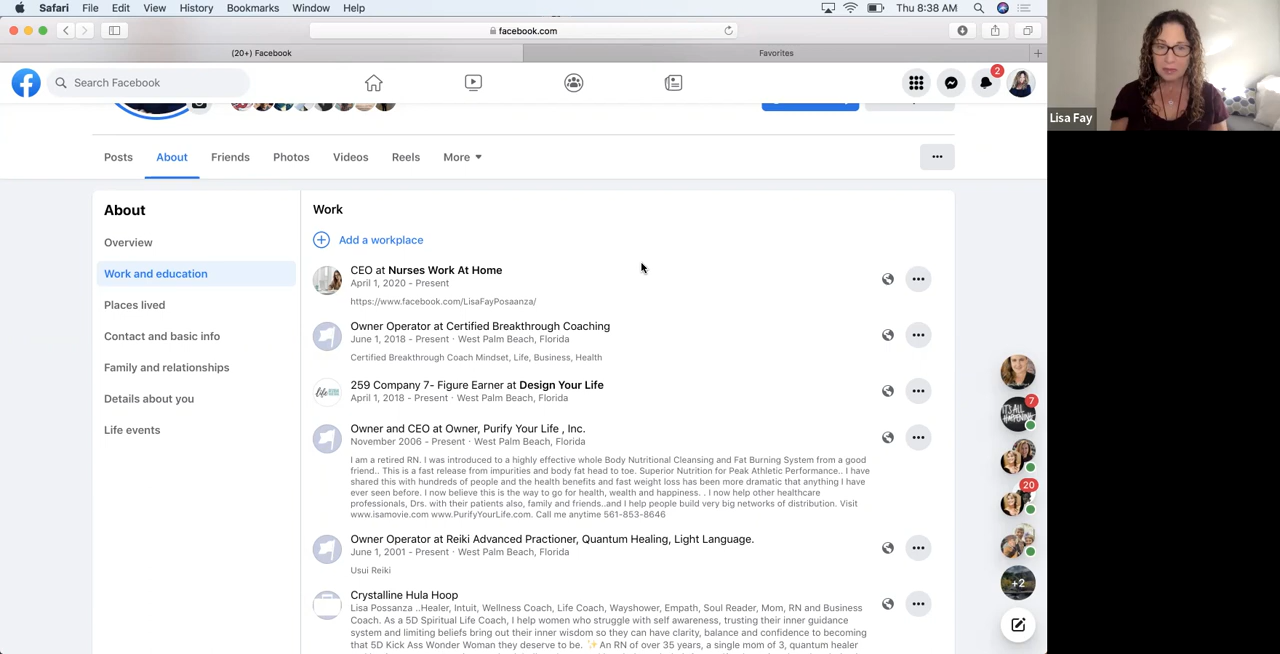 Safari File Edit View History Bookmarks Window Help Thu 8:38 AM
facebook.com
(20+) Facebook Favorites
Search Facebook 2
Lisa Fay
Posts About Friends Photos Videos Reels More
About
Overview
Work and education
Places lived
Contact and basic info
Family and relationships
Details about you
Life events
Work
Add a workplace
CEO at Nurses Work At Home
April 1, 2020 - Present
https://www.facebook.com/LisaFayPosaanza/
Owner Operator at Certified Breakthrough Coaching
June 1, 2018 - Present · West Palm Beach, Florida
Certified Breakthrough Coach Mindset, Life, Business, Health
259 Company 7- Figure Earner at Design Your Life
April 1, 2018 - Present · West Palm Beach, Florida
Owner and CEO at Owner, Purify Your Life , Inc.
November 2006 - Present · West Palm Beach, Florida
I am a retired RN. I was introduced to a highly effective whole Body Nutritional Cleansing and Fat Burning System from a good
friend.. This is a fast release from impurities and body fat head to toe. Superior Nutrition for Peak Athletic Performance.. I have
shared this with hundreds of people and the health benefits and fast weight loss has been more dramatic that anything I have
ever seen before. I now believe this is the way to go for health, wealth and happiness. . I now help other healthcare
professionals, Drs. with their patients also, family and friends..and I help people build very big networks of distribution. Visit
www.isamovie.com www.PurifyYourLife.com. Call me anytime 561-853-8646
Owner Operator at Reiki Advanced Practioner, Quantum Healing, Light Language.
June 1, 2001 - Present · West Palm Beach, Florida
Usui Reiki
Crystalline Hula Hoop
Lisa Possanza ..Healer, Intuit, Wellness Coach, Life Coach, Wayshower, Empath, Soul Reader, Mom, RN and Business
Coach. As a 5D Spiritual Life Coach, I help women who struggle with self awareness, trusting their inner guidance
system and limiting beliefs bring out their inner wisdom so they can have clarity, balance and confidence to becoming
that 5D Kick Ass Wonder Woman they deserve to be. ✨An RN of over 35 years, a single mom of 3, quantum healer
7
IT'S ALL
HAPPENING
20
+2